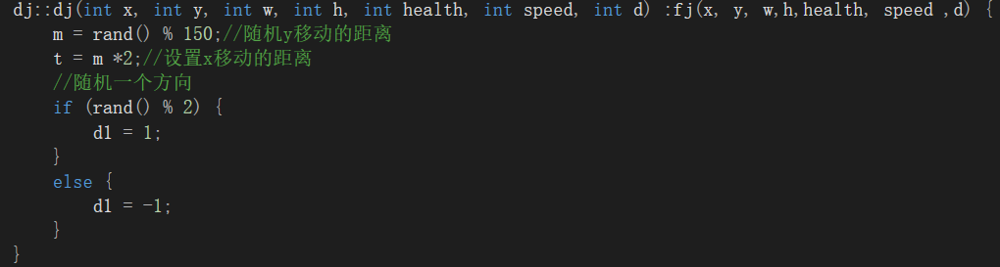 dj::dj(int x, int y, int w, int h, int health, int speed, int d) :fj(x, y, w,h,health, speed ,d) {
    m = rand() % 150;//随机y移动的距离
    t = m *2;//设置x移动的距离
    //随机一个方向
    if (rand() % 2) {
        dl = 1;
    }
    else {
        dl = -1;
    }
}